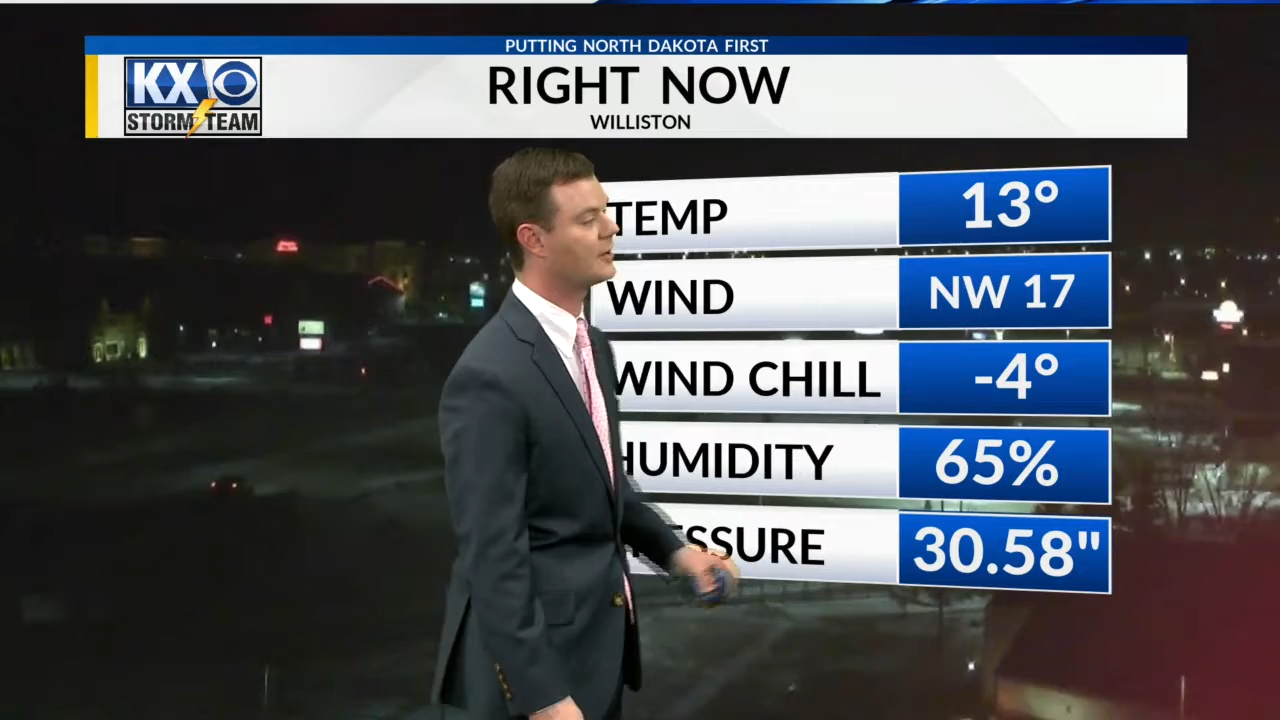 PUTTING NORTH DAKOTA FIRST
KX
STORM TEAM
RIGHT NOW
WILLISTON
TEMP 13°
WIND NW 17
WIND CHILL -4°
HUMIDITY 65%
PRESSURE 30.58"